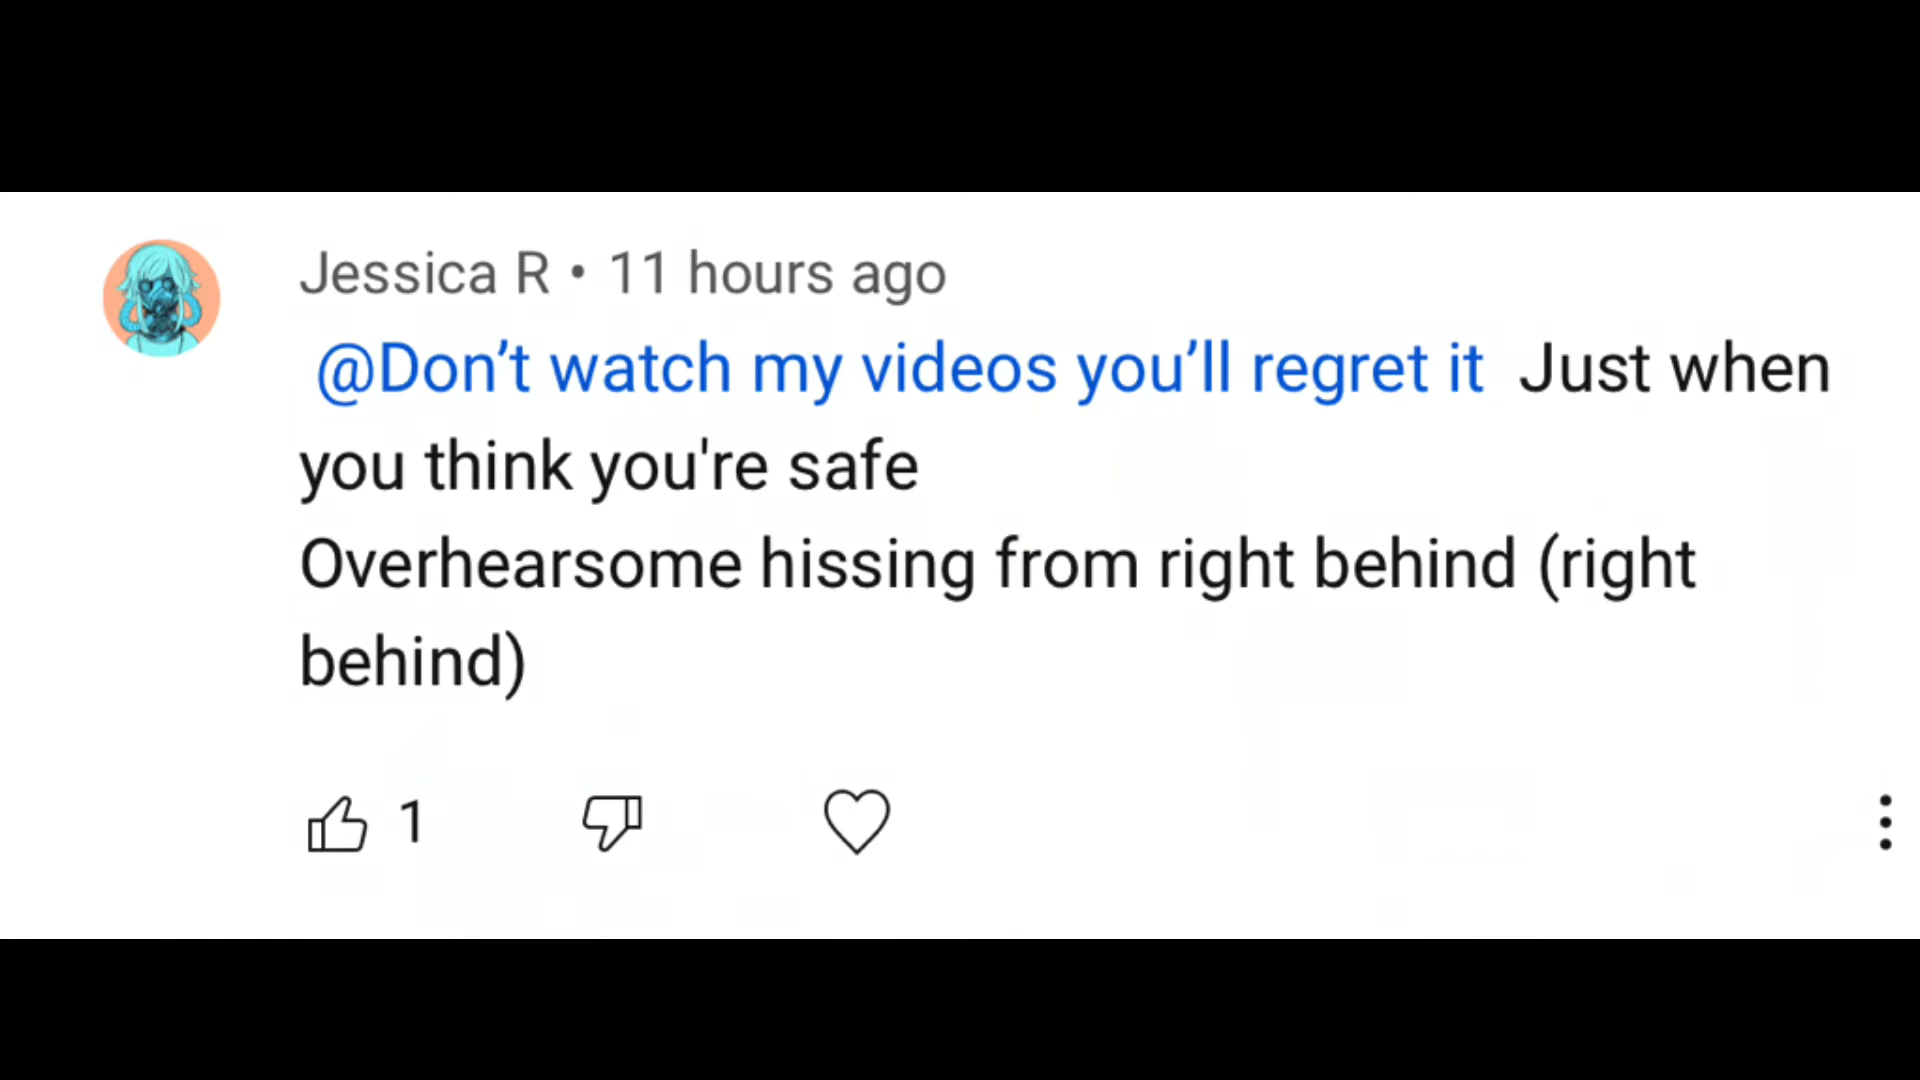 Jessica R • 11 hours ago
@Don’t watch my videos you’ll regret it Just when
you think you're safe
Overhearsome hissing from right behind (right
behind)
1